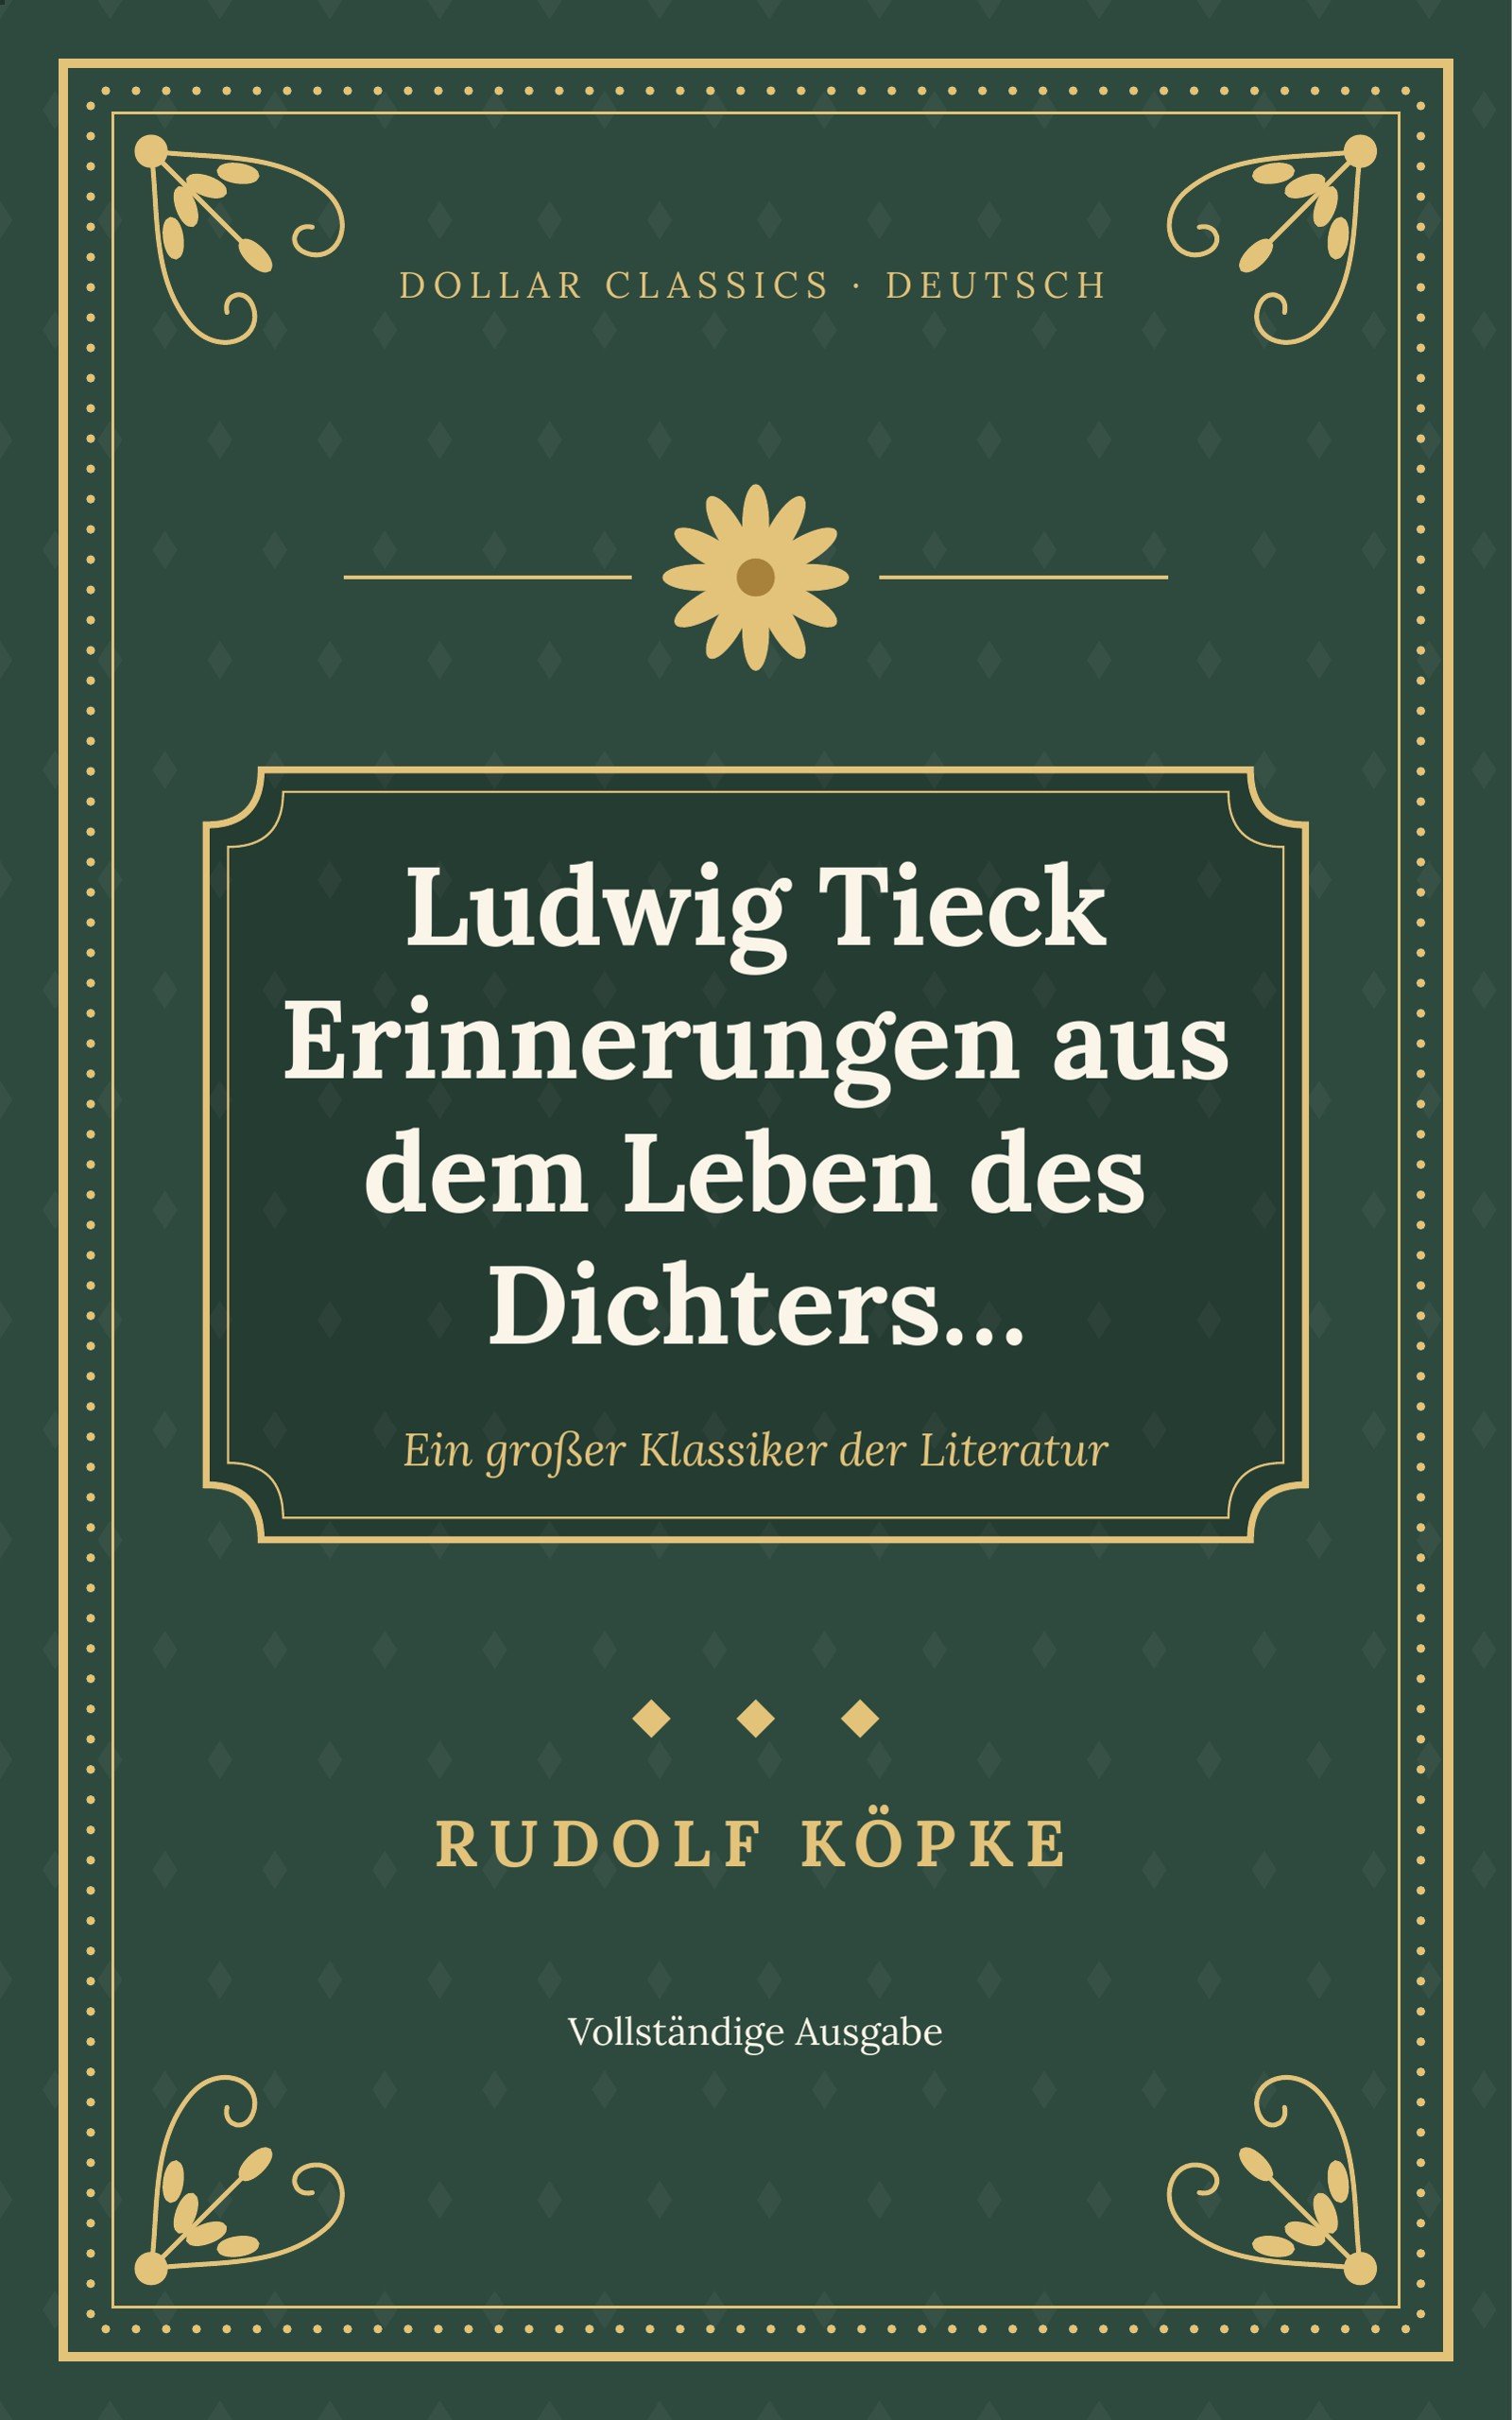 DOLLAR CLASSICS · DEUTSCH
Ludwig Tieck
Erinnerungen aus
dem Leben des
Dichters...
Ein großer Klassiker der Literatur
RUDOLF KÖPKE
Vollständige Ausgabe